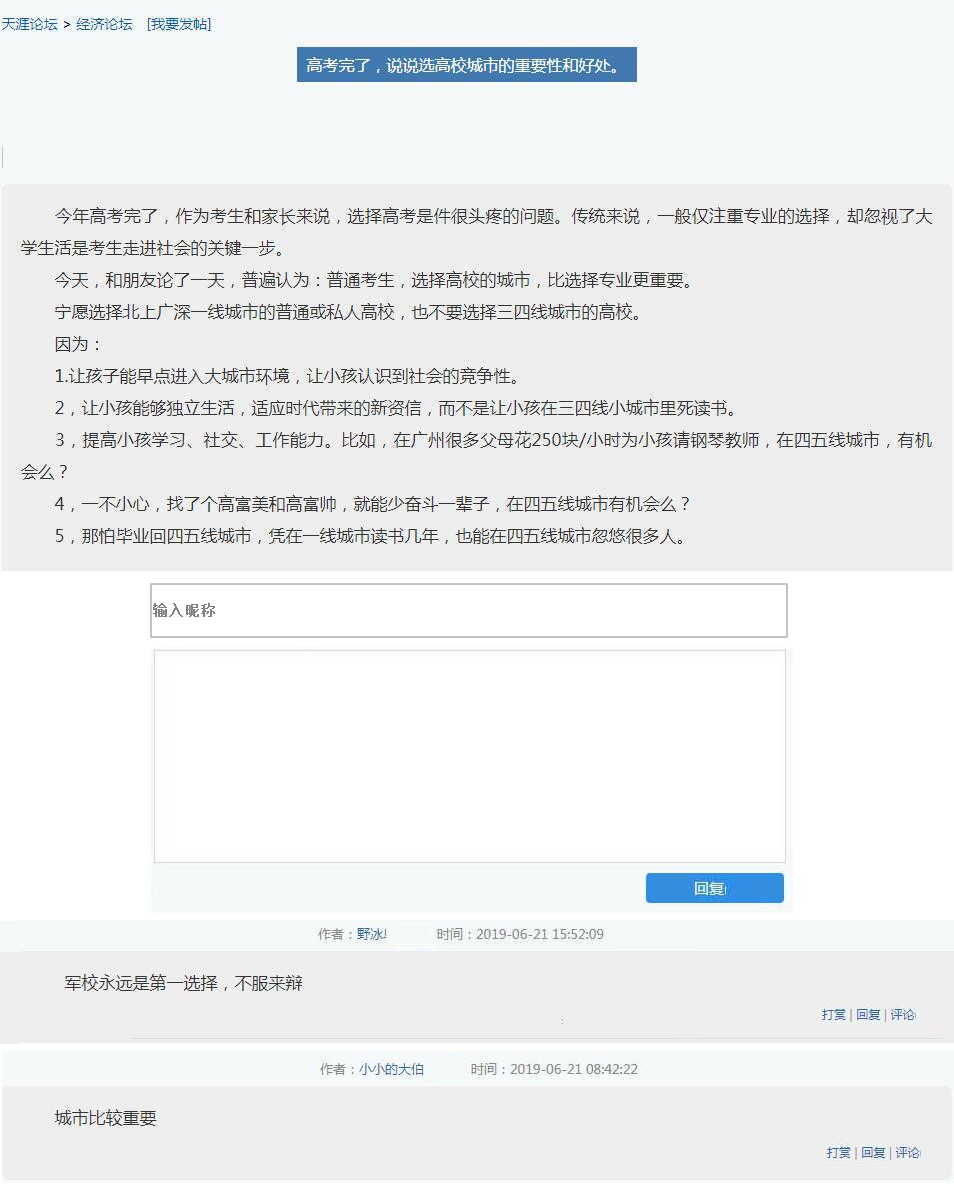 天涯论坛 > 经济论坛 [我要发帖]
高考完了，说说选高校城市的重要性和好处。
今年高考完了，作为考生和家长来说，选择高考是件很头疼的问题。传统来说，一般仅注重专业的选择，却忽视了大
学生活是考生走进社会的关键一步。
今天，和朋友论了一天，普遍认为：普通考生，选择高校的城市，比选择专业更重要。
宁愿选择北上广深一线城市的普通或私人高校，也不要选择三四线城市的高校。
因为：
1.让孩子能早点进入大城市环境，让小孩认识到社会的竞争性。
2，让小孩能够独立生活，适应时代带来的新资信，而不是让小孩在三四线小城市里死读书。
3，提高小孩学习、社交、工作能力。比如，在广州很多父母花250块/小时为小孩请钢琴教师，在四五线城市，有机
会么？
4，一不小心，找了个高富美和高富帅，就能少奋斗一辈子，在四五线城市有机会么？
5，那怕毕业回四五线城市，凭在一线城市读书几年，也能在四五线城市忽悠很多人。
输入昵称
回复
作者：野冰 时间：2019-06-21 15:52:09
军校永远是第一选择，不服来辩
打赏 | 回复 | 评论
作者：小小的大伯 时间：2019-06-21 08:42:22
城市比较重要
打赏 | 回复 | 评论